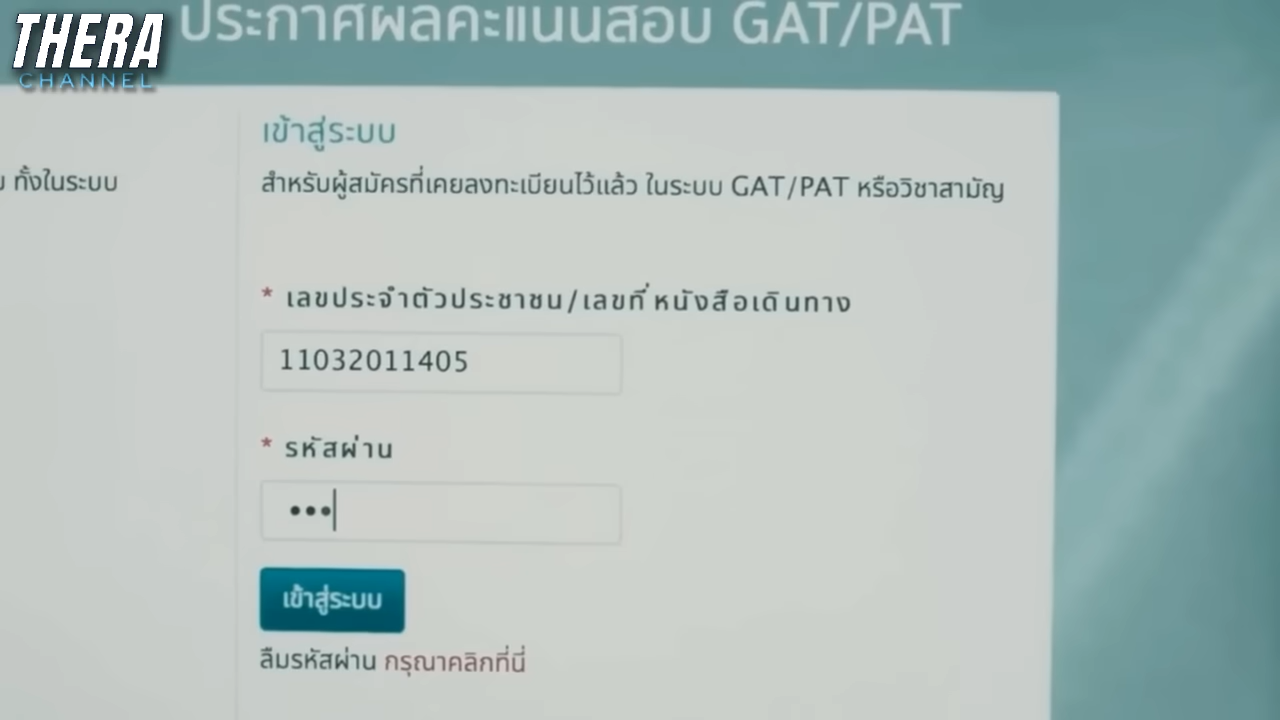 THERA
CHANNEL
ประกาศผลคะแนนสอบ GAT/PAT
เข้าสู่ระบบ
ทั้งในระบบ
สำหรับผู้สมัครที่เคยลงทะเบียนไว้แล้ว ในระบบ GAT/PAT หรือวิชาสามัญ
* เลขประจำตัวประชาชน/เลขที่หนังสือเดินทาง
11032011405
* รหัสผ่าน
•••
เข้าสู่ระบบ
ลืมรหัสผ่าน กรุณาคลิกที่นี่